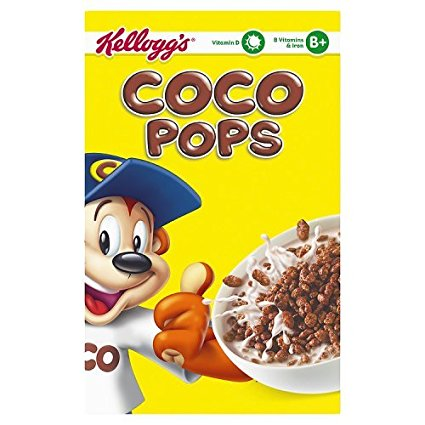 Kellogg's®
Vitamin D
B Vitamins
& Iron
B+
COCO
POPS
C
CO